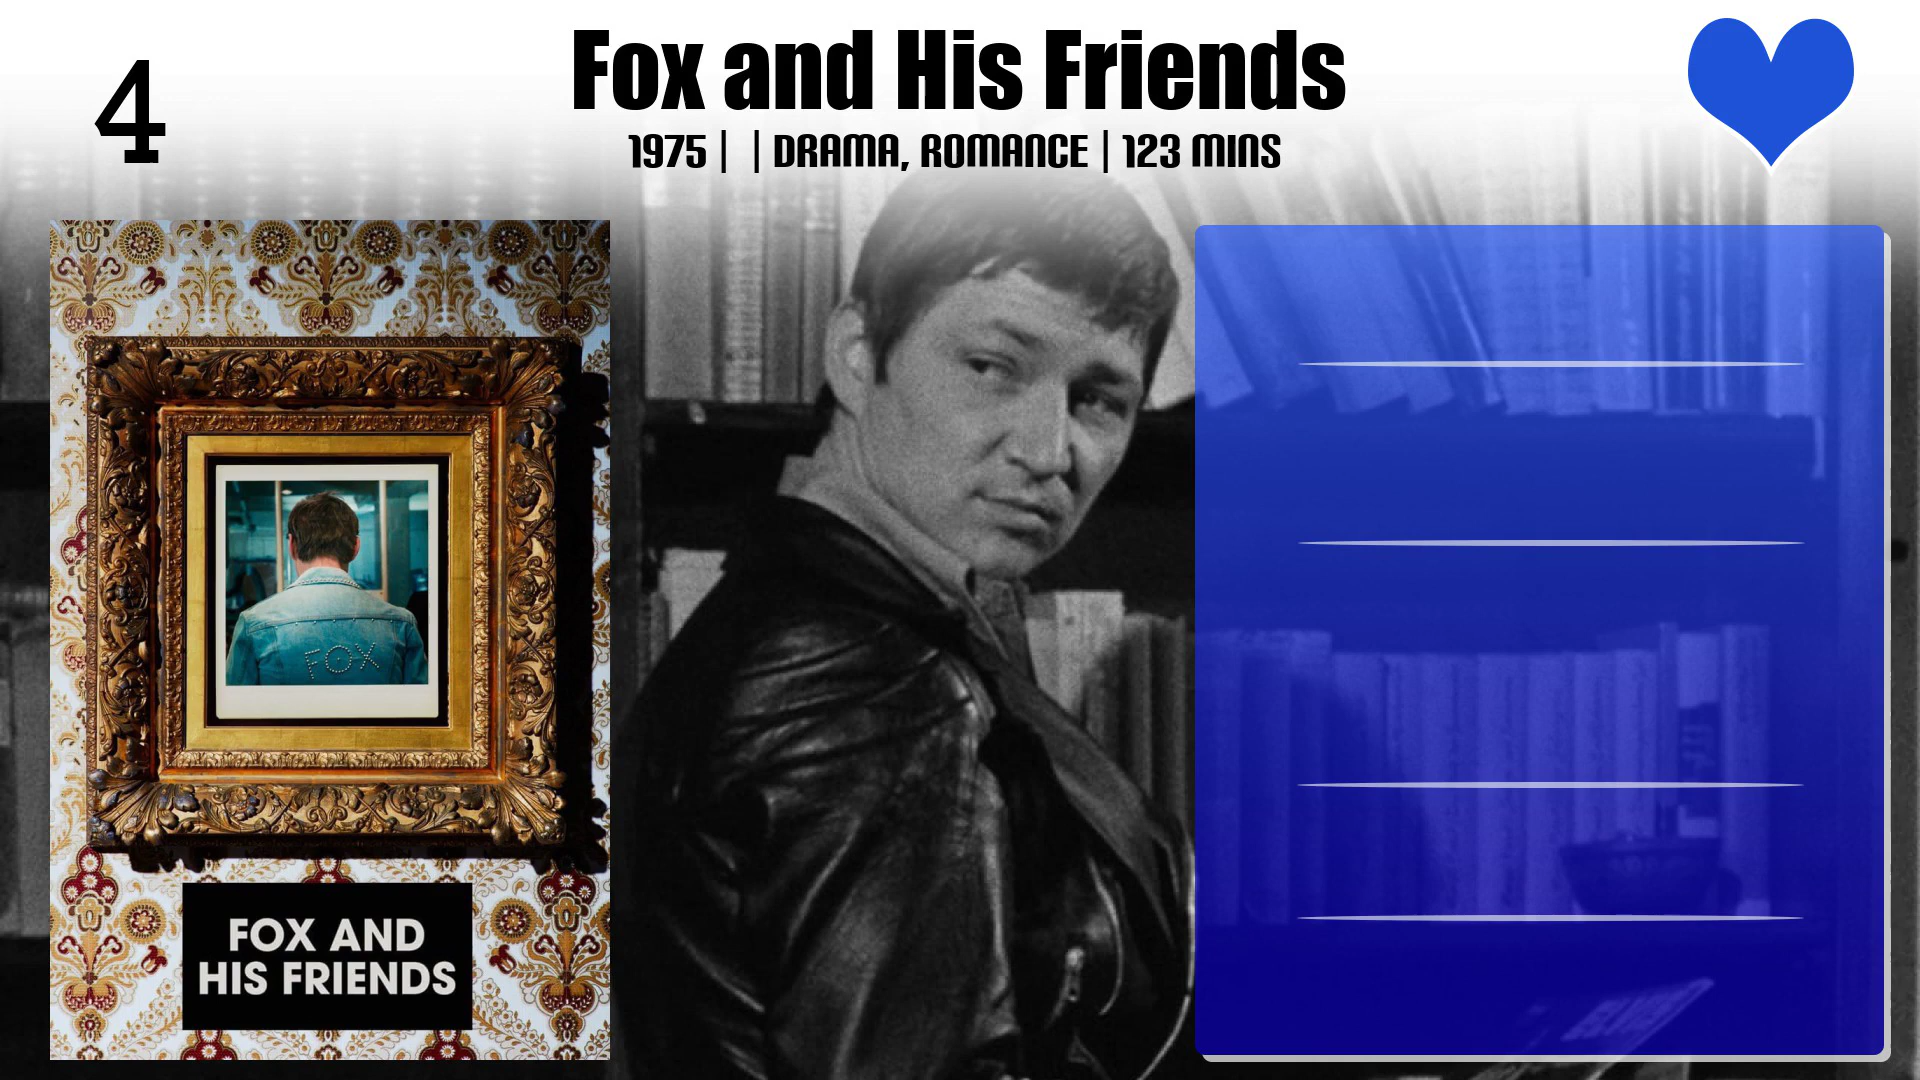 4
Fox and His Friends
1975 | | DRAMA, ROMANCE | 123 MINS
FOX
FOX AND
HIS FRIENDS